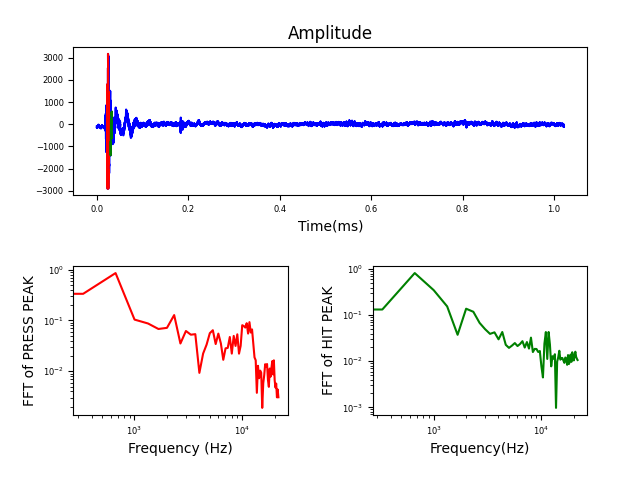 Amplitude
3000
2000
1000
0
−1000
−2000
−3000
0.0 0.2 0.4 0.6 0.8 1.0
Time(ms)
FFT of PRESS PEAK
10⁰
10⁻¹
10⁻²
10³ 10⁴
Frequency (Hz)
FFT of HIT PEAK
10⁰
10⁻¹
10⁻²
10⁻³
10³ 10⁴
Frequency(Hz)